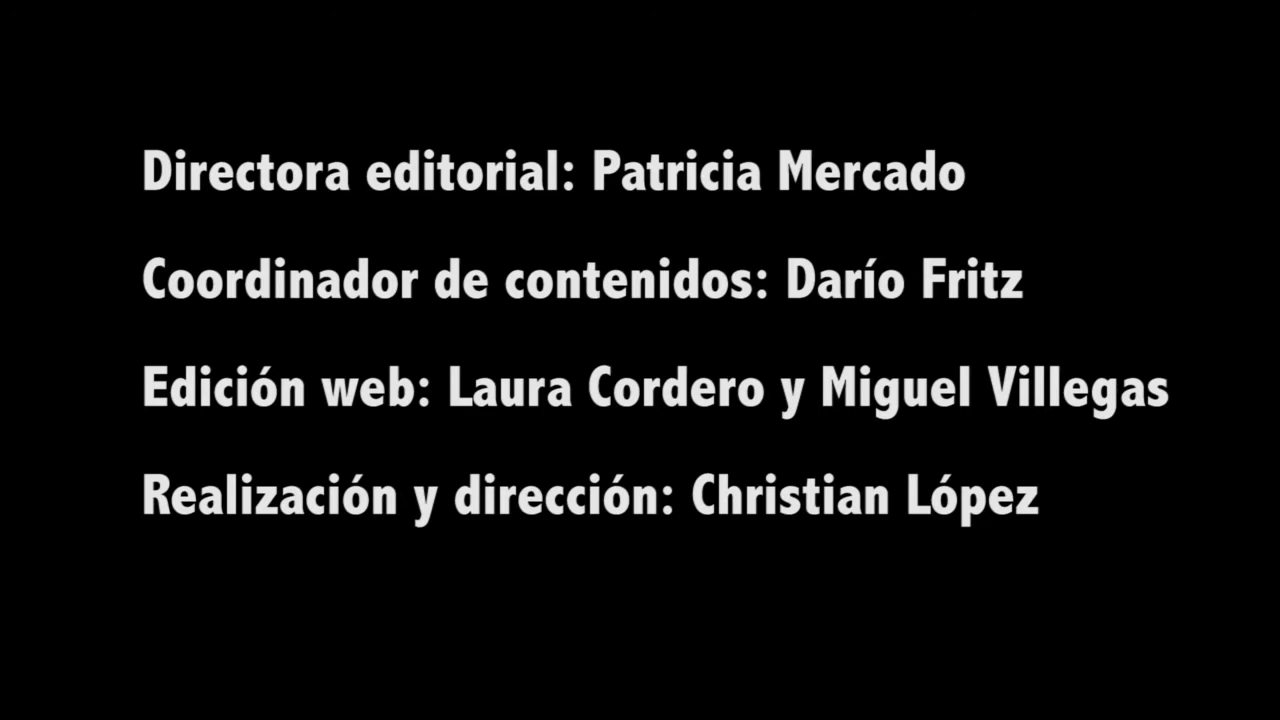 Directora editorial: Patricia Mercado
Coordinador de contenidos: Darío Fritz
Edición web: Laura Cordero y Miguel Villegas
Realización y dirección: Christian López